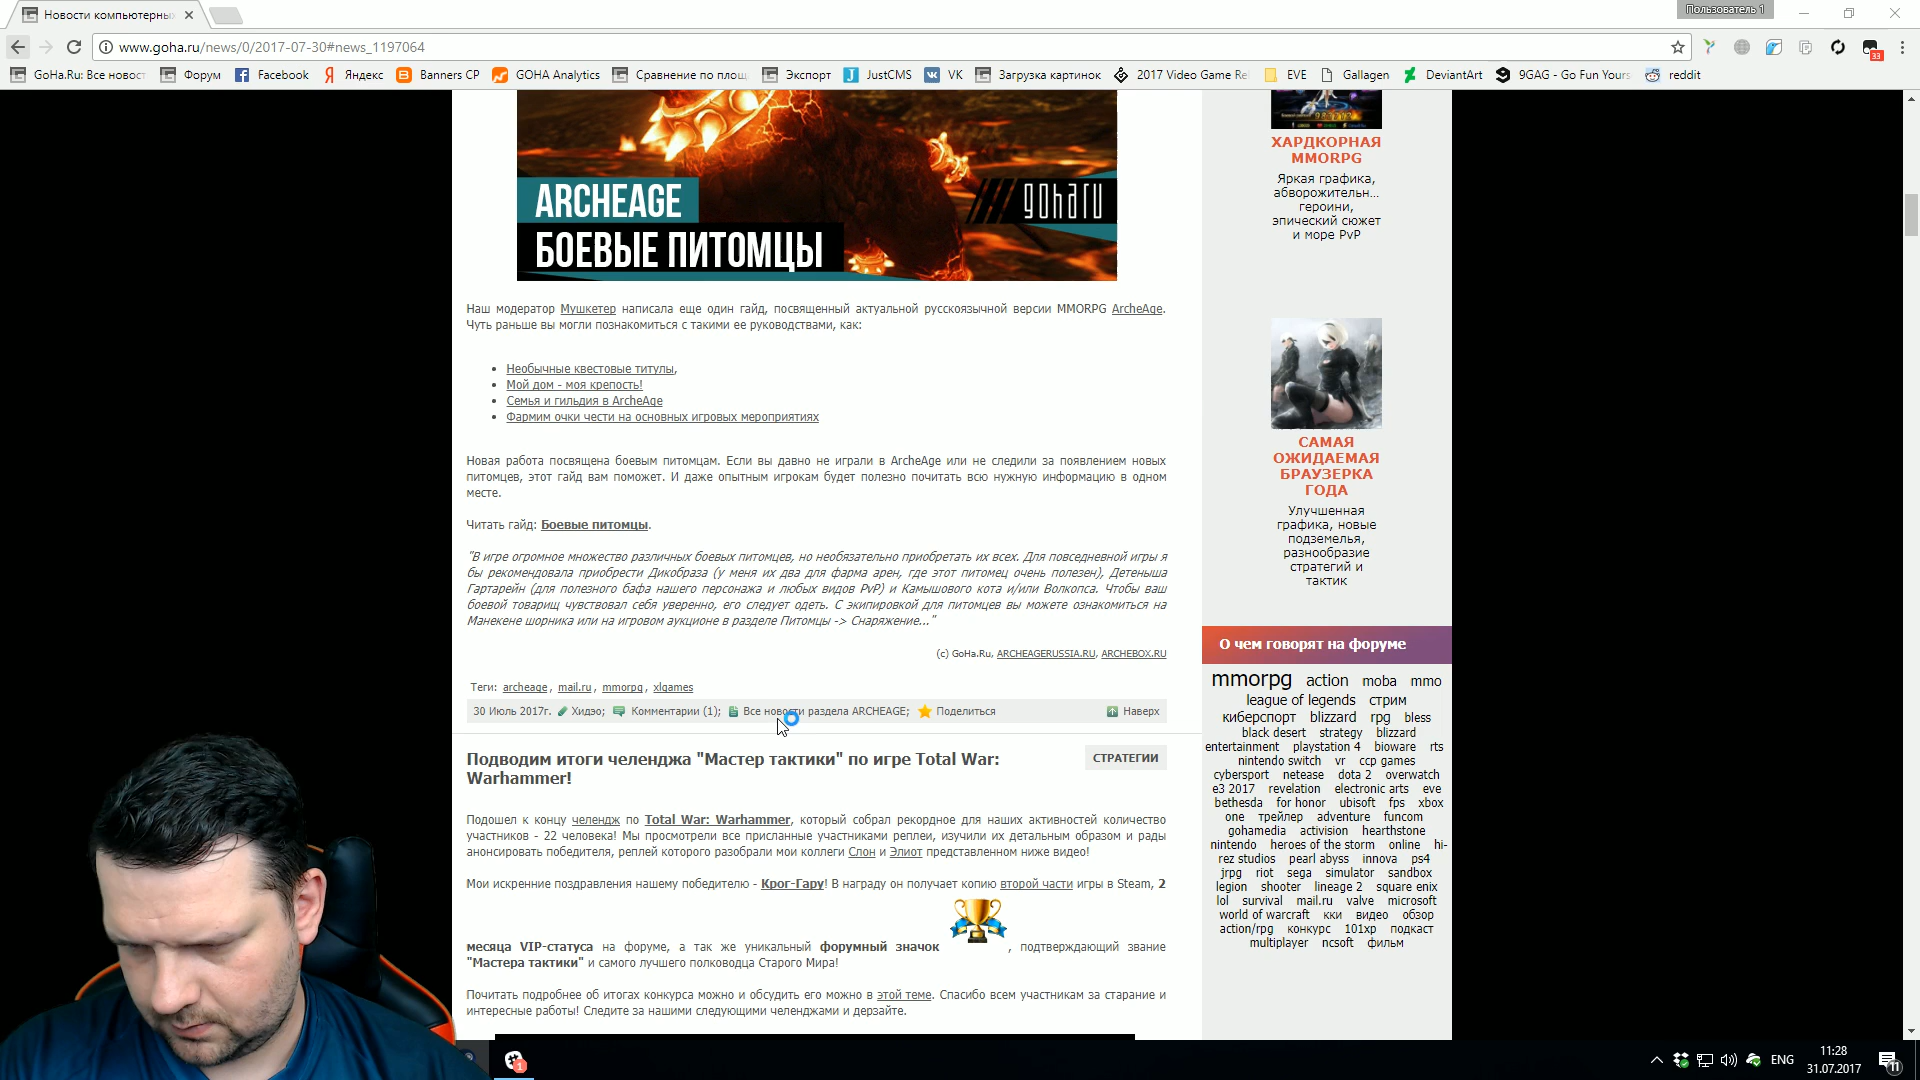 Новости компьютерны
Пользователь 1
www.goha.ru/news/0/2017-07-30#news_1197064
33
GoHa.Ru: Все новост
Форум
Facebook
Яндекс
Banners CP
GOHA Analytics
Сравнение по площ
Экспорт
JustCMS
VK
Загрузка картинок
2017 Video Game Re
EVE
Gallagen
DeviantArt
9GAG - Go Fun Yours
reddit
ARCHEAGE
goharu
БОЕВЫЕ ПИТОМЦЫ
Наш модератор Мушкетер написала еще один гайд, посвященный актуальной русскоязычной версии MMORPG ArcheAge.
Чуть раньше вы могли познакомиться с такими ее руководствами, как:
• Необычные квестовые титулы,
• Мой дом - моя крепость!
• Семья и гильдия в ArcheAge
• Фармим очки чести на основных игровых мероприятиях
Новая работа посвящена боевым питомцам. Если вы давно не играли в ArcheAge или не следили за появлением новых
питомцев, этот гайд вам поможет. И даже опытным игрокам будет полезно почитать всю нужную информацию в одном
месте.
Читать гайд: Боевые питомцы.
"В игре огромное множество различных боевых питомцев, но необязательно приобретать их всех. Для повседневной игры я
бы рекомендовала приобрести Дикобраза (у меня их два для фарма арен, где этот питомец очень полезен), Детеныша
Гартарейн (для полезного бафа нашего персонажа и любых видов PvP) и Камышового кота и/или Волкопса. Чтобы ваш
боевой товарищ чувствовал себя уверенно, его следует одеть. С экипировкой для питомцев вы можете ознакомиться на
Манекене шорника или на игровом аукционе в разделе Питомцы -> Снаряжение..."
(c) GoHa.Ru, ARCHEAGERUSSIA.RU, ARCHEBOX.RU
Теги: archeage, mail.ru, mmorpg, xlgames
30 Июль 2017г. Хидэо; Комментарии (1); Все новости раздела ARCHEAGE; Поделиться Наверх
Подводим итоги челенджа "Мастер тактики" по игре Total War:
Warhammer!
СТРАТЕГИИ
Подошел к концу челендж по Total War: Warhammer, который собрал рекордное для наших активностей количество
участников - 22 человека! Мы просмотрели все присланные участниками реплеи, изучили их детальным образом и рады
анонсировать победителя, реплей которого разобрали мои коллеги Слон и Элиот представленном ниже видео!
Мои искренние поздравления нашему победителю - Крог-Гару! В награду он получает копию второй части игры в Steam, 2
месяца VIP-статуса на форуме, а так же уникальный форумный значок , подтверждающий звание
"Мастера тактики" и самого лучшего полководца Старого Мира!
Почитать подробнее об итогах конкурса можно и обсудить его можно в этой теме. Спасибо всем участникам за старание и
интересные работы! Следите за нашими следующими челенджами и дерзайте.
ХАРДКОРНАЯ
MMORPG
Яркая графика,
абворожительн...
героини,
эпический сюжет
и море PvP
САМАЯ
ОЖИДАЕМАЯ
БРАУЗЕРКА
ГОДА
Улучшенная
графика, новые
подземелья,
разнообразие
стратегий и
тактик
О чем говорят на форуме
mmorpg action moba mmo
league of legends стрим
киберспорт blizzard rpg bless
black desert strategy blizzard
entertainment playstation 4 bioware rts
nintendo switch vr ccp games
cybersport netease dota 2 overwatch
e3 2017 revelation electronic arts eve
bethesda for honor ubisoft fps xbox
one трейлер adventure funcom
gohamedia activision hearthstone
nintendo heroes of the storm online hi-
rez studios pearl abyss innova ps4
jrpg riot sega simulator sandbox
legion shooter lineage 2 square enix
lol survival mail.ru valve microsoft
world of warcraft кки видео обзор
action/rpg конкурс 101xp подкаст
multiplayer ncsoft фильм
1
ENG
11:28
31.07.2017
11